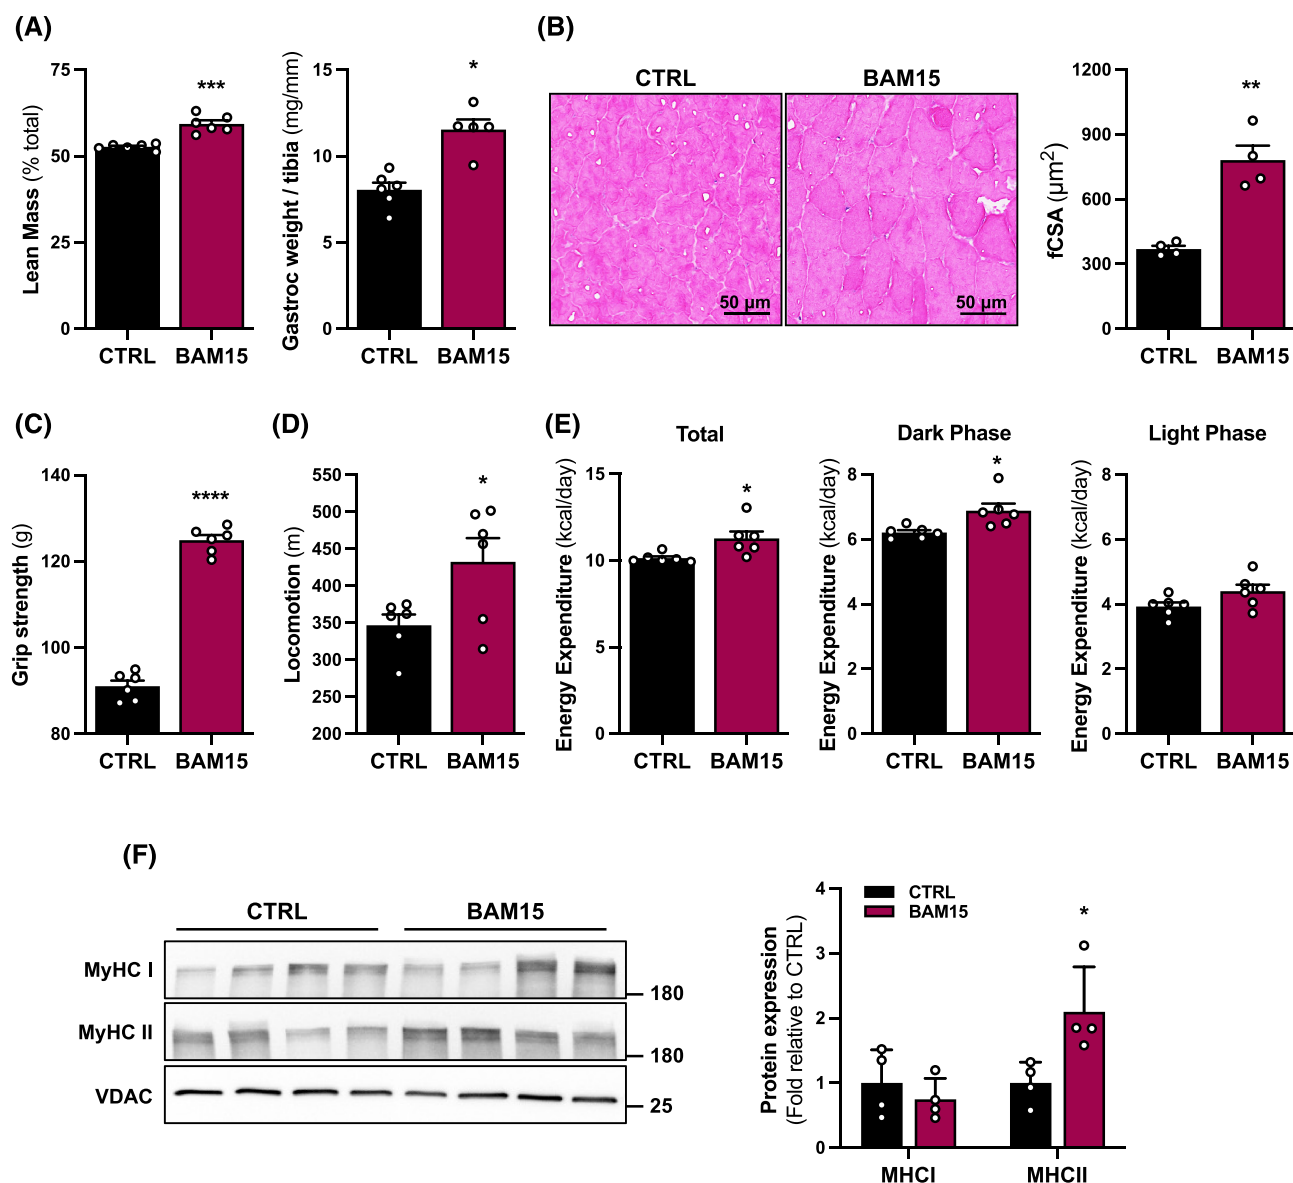 (A)
75
50
25
0
Lean Mass (% total)
***
CTRL BAM15
15
10
5
0
Gastroc weight / tibia (mg/mm)
*
CTRL BAM15
(B)
CTRL BAM15
50 µm
50 µm
1200
900
600
300
0
fCSA (µm2)
**
CTRL BAM15
(C)
140
120
100
80
Grip strength (g)
****
CTRL BAM15
(D)
550
500
450
400
350
300
250
200
Locomotion (m)
*
CTRL BAM15
(E)
Total
15
10
5
0
Energy Expenditure (kcal/day)
*
CTRL BAM15
Dark Phase
8
6
4
2
0
Energy Expenditure (kcal/day)
*
CTRL BAM15
Light Phase
8
6
4
2
0
Energy Expenditure (kcal/day)
CTRL BAM15
(F)
CTRL BAM15
MyHC I
180
MyHC II
180
VDAC
25
4
3
2
1
0
Protein expression
(Fold relative to CTRL)
CTRL
BAM15
*
MHCI MHCII